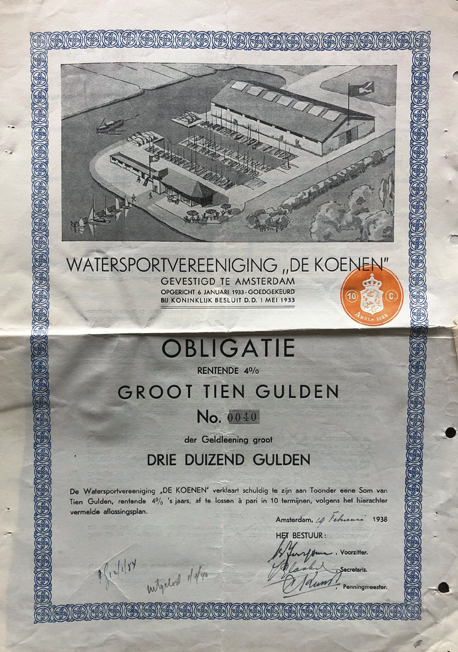 WATERSPORTVEREENIGING „DE KOENEN"
GEVESTIGD TE AMSTERDAM
OPGERICHT 6 JANUARI 1933 - GOEDGEKEURD
BIJ KONINKLIJK BESLUIT D.D. 1 MEI 1933
10 C.
OBLIGATIE
RENTENDE 4%
GROOT TIEN GULDEN
No. 0040
der Geldleening groot
DRIE DUIZEND GULDEN
De Watersportvereeniging „DE KOENEN" verklaart schuldig te zijn aan Toonder eene Som van
Tien Gulden, rentende 4% 's jaars, af te lossen à pari in 10 termijnen, volgens het hierachter
vermelde aflossingsplan.
Amsterdam, Februari 1938
HET BESTUUR:
, Voorzitter.
, Secretaris.
, Penningmeester.